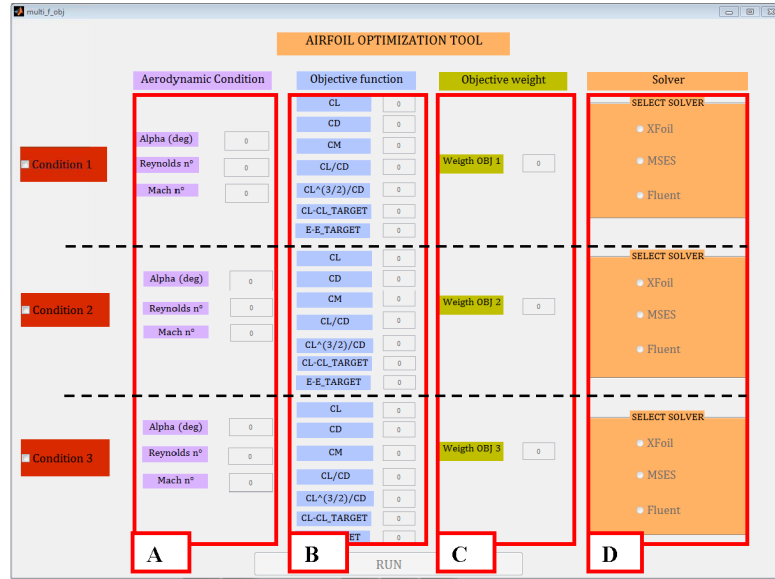 multi_f_obj
AIRFOIL OPTIMIZATION TOOL
Aerodynamic Condition
Objective function
Objective weight
Solver
Condition 1
Alpha (deg) 0
Reynolds n° 0
Mach n° 0
CL 0
CD 0
CM 0
CL/CD 0
CL^(3/2)/CD 0
CL-CL_TARGET 0
E-E_TARGET 0
Weigth OBJ 1 0
SELECT SOLVER
XFoil
MSES
Fluent
Condition 2
Alpha (deg) 0
Reynolds n° 0
Mach n° 0
CL 0
CD 0
CM 0
CL/CD 0
CL^(3/2)/CD 0
CL-CL_TARGET 0
E-E_TARGET 0
Weigth OBJ 2 0
SELECT SOLVER
XFoil
MSES
Fluent
Condition 3
Alpha (deg) 0
Reynolds n° 0
Mach n° 0
CL 0
CD 0
CM 0
CL/CD 0
CL^(3/2)/CD 0
CL-CL_TARGET 0
ET 0
Weigth OBJ 3 0
SELECT SOLVER
XFoil
MSES
Fluent
A
B
C
D
RUN